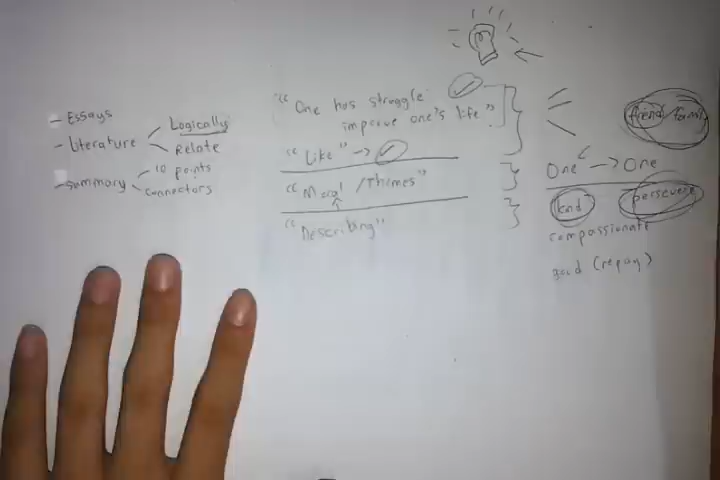 - Essays
- Literature
Logically
Relate
- Summary
10 points
connectors
"One has struggle
improve one's life."
"Like" →
"Moral / Themes"
"Describing"
friend/family
One → One
kind
persevere
compassionate
good (repay)